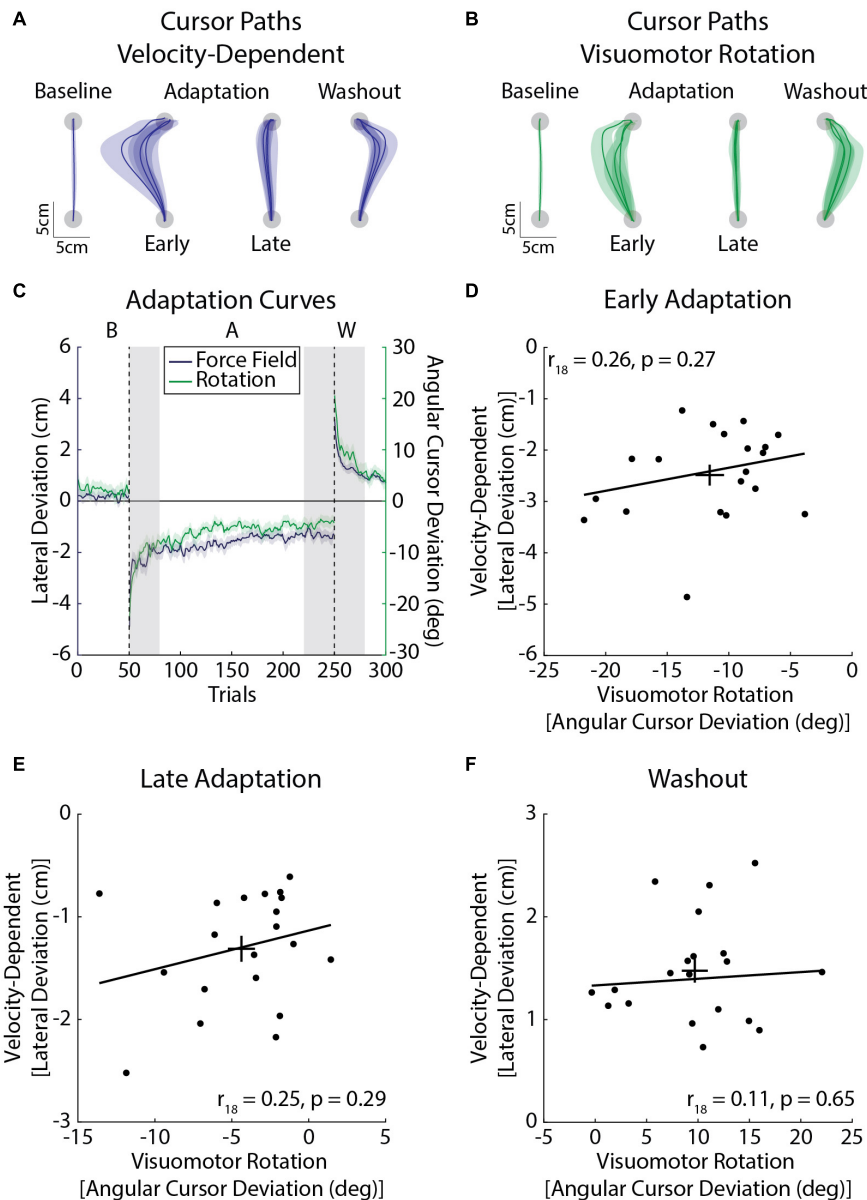 A
Cursor Paths
Velocity-Dependent
Baseline
Adaptation
Washout
5cm
5cm
Early
Late
B
Cursor Paths
Visuomotor Rotation
Baseline
Adaptation
Washout
5cm
5cm
Early
Late
C
Adaptation Curves
B
A
W
Force Field
Rotation
6
4
2
0
-2
-4
-6
Lateral Deviation (cm)
30
20
10
0
-10
-20
-30
Angular Cursor Deviation (deg)
0
50
100
150
200
250
300
Trials
D
Early Adaptation
r18 = 0.26, p = 0.27
0
-1
-2
-3
-4
-5
-6
Velocity-Dependent
[Lateral Deviation (cm)]
-25
-20
-15
-10
-5
0
Visuomotor Rotation
[Angular Cursor Deviation (deg)]
E
Late Adaptation
0
-1
-2
-3
Velocity-Dependent
[Lateral Deviation (cm)]
r18 = 0.25, p = 0.29
-15
-10
-5
0
5
Visuomotor Rotation
[Angular Cursor Deviation (deg)]
F
Washout
3
2
1
0
Velocity-Dependent
[Lateral Deviation (cm)]
r18 = 0.11, p = 0.65
-5
0
5
10
15
20
25
Visuomotor Rotation
[Angular Cursor Deviation (deg)]